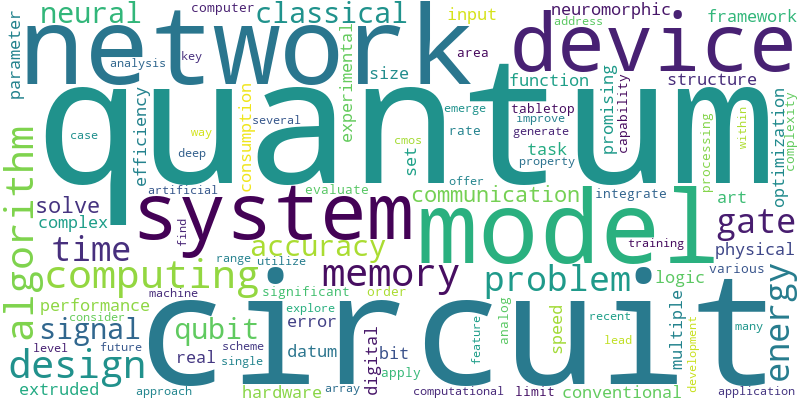 computer
neural
classical
input
neuromorphic
framework
address
network
device
parameter
analysis
key
experimental
size
area
function
promising
capability
structure
quantum
efficiency
consumption
several
case
way
deep
cmos
emerge
rate
set
tabletop
improve
generate
task
property
processing
within
optimization
complexity
algorithm
solve
complex
artificial
evaluate
offer
communication
integrate
art
system
model
gate
find
training
physical
time
accuracy
range
utilize
various
computing
memory
problem
logic
machine
significant
order
performance
consider
explore
signal
qubit
error
digital
bit
feature
analog
speed
recent
multiple
many
energy
circuit
design
level
future
real
scheme
single
datum
apply
lead
development
extruded
approach
hardware
array
computational
limit
conventional
application